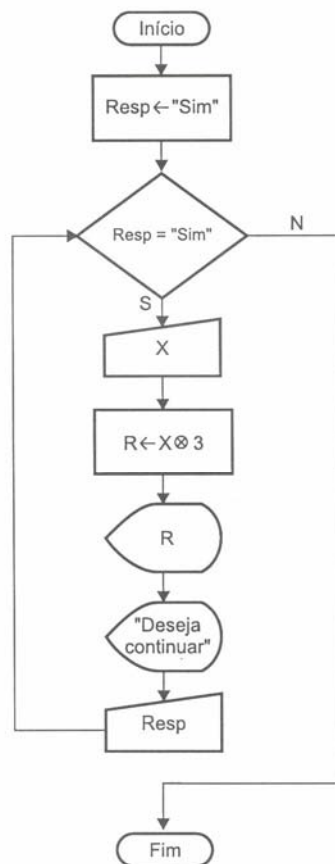 Início
Resp ← "Sim"
Resp = "Sim"
N
S
X
R ← X ⊗ 3
R
"Deseja
continuar"
Resp
Fim